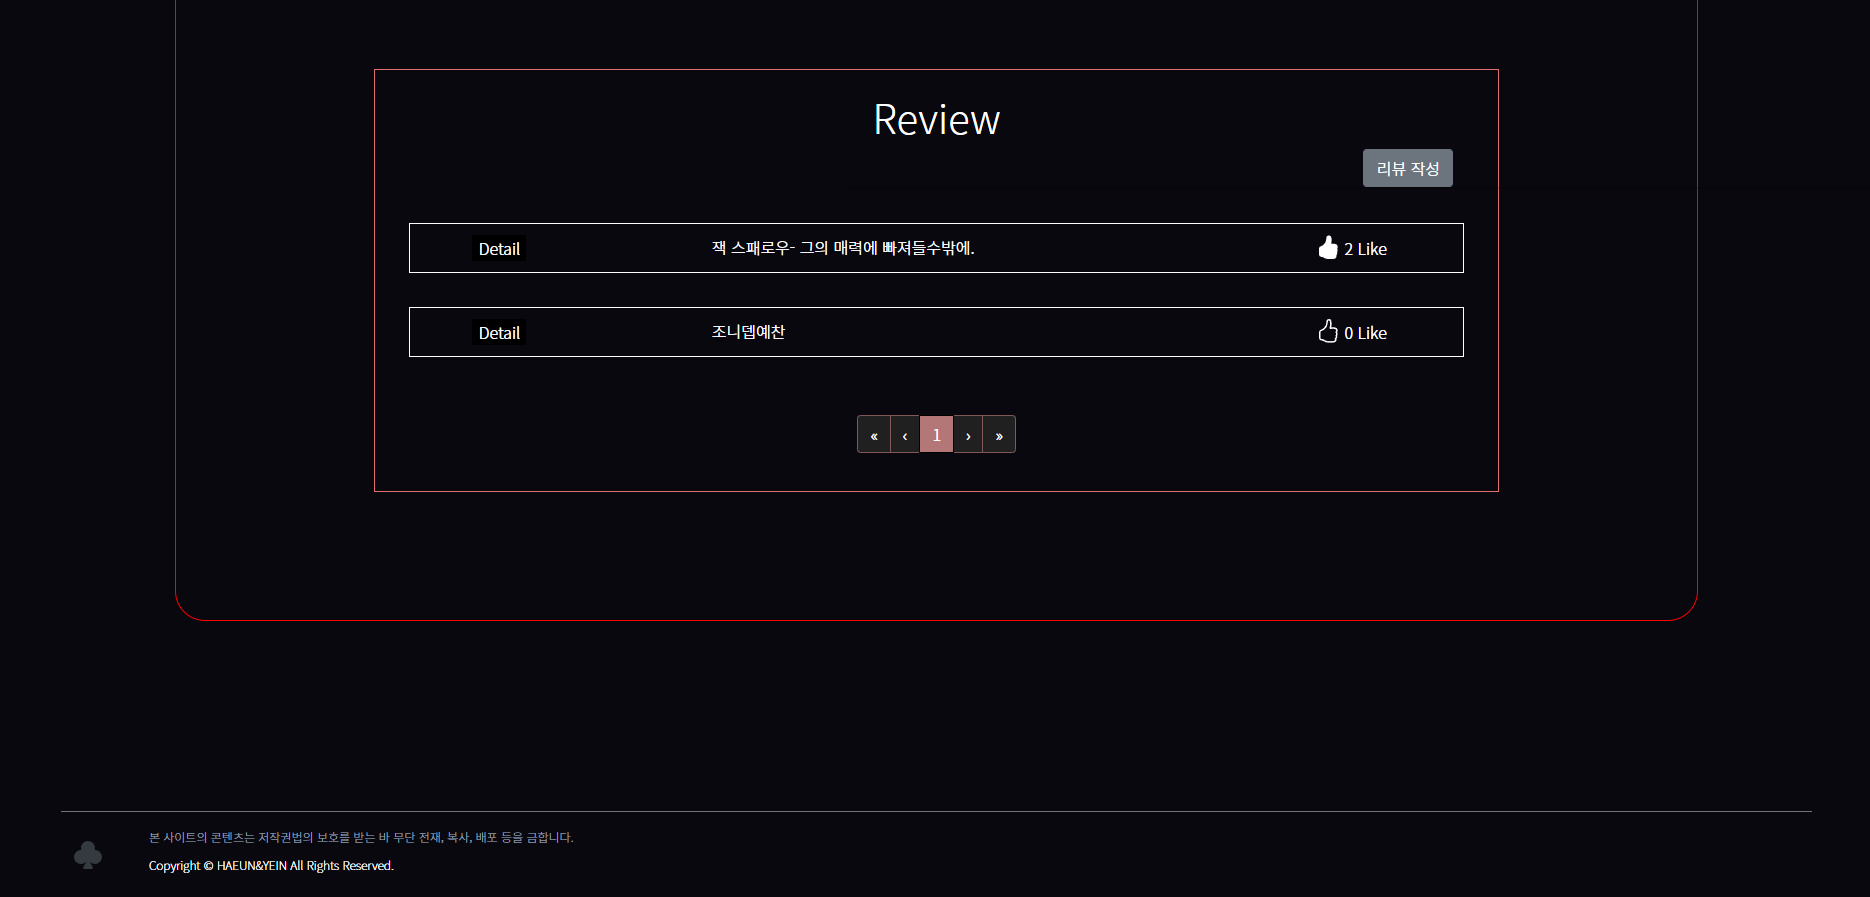 Review
리뷰 작성
Detail 잭 스패로우- 그의 매력에 빠져들수밖에. 2 Like
Detail 조니뎁예찬 0 Like
« ‹ 1 › »
본 사이트의 콘텐츠는 저작권법의 보호를 받는 바 무단 전재, 복사, 배포 등을 금합니다.
Copyright © HAEUN&YEIN All Rights Reserved.